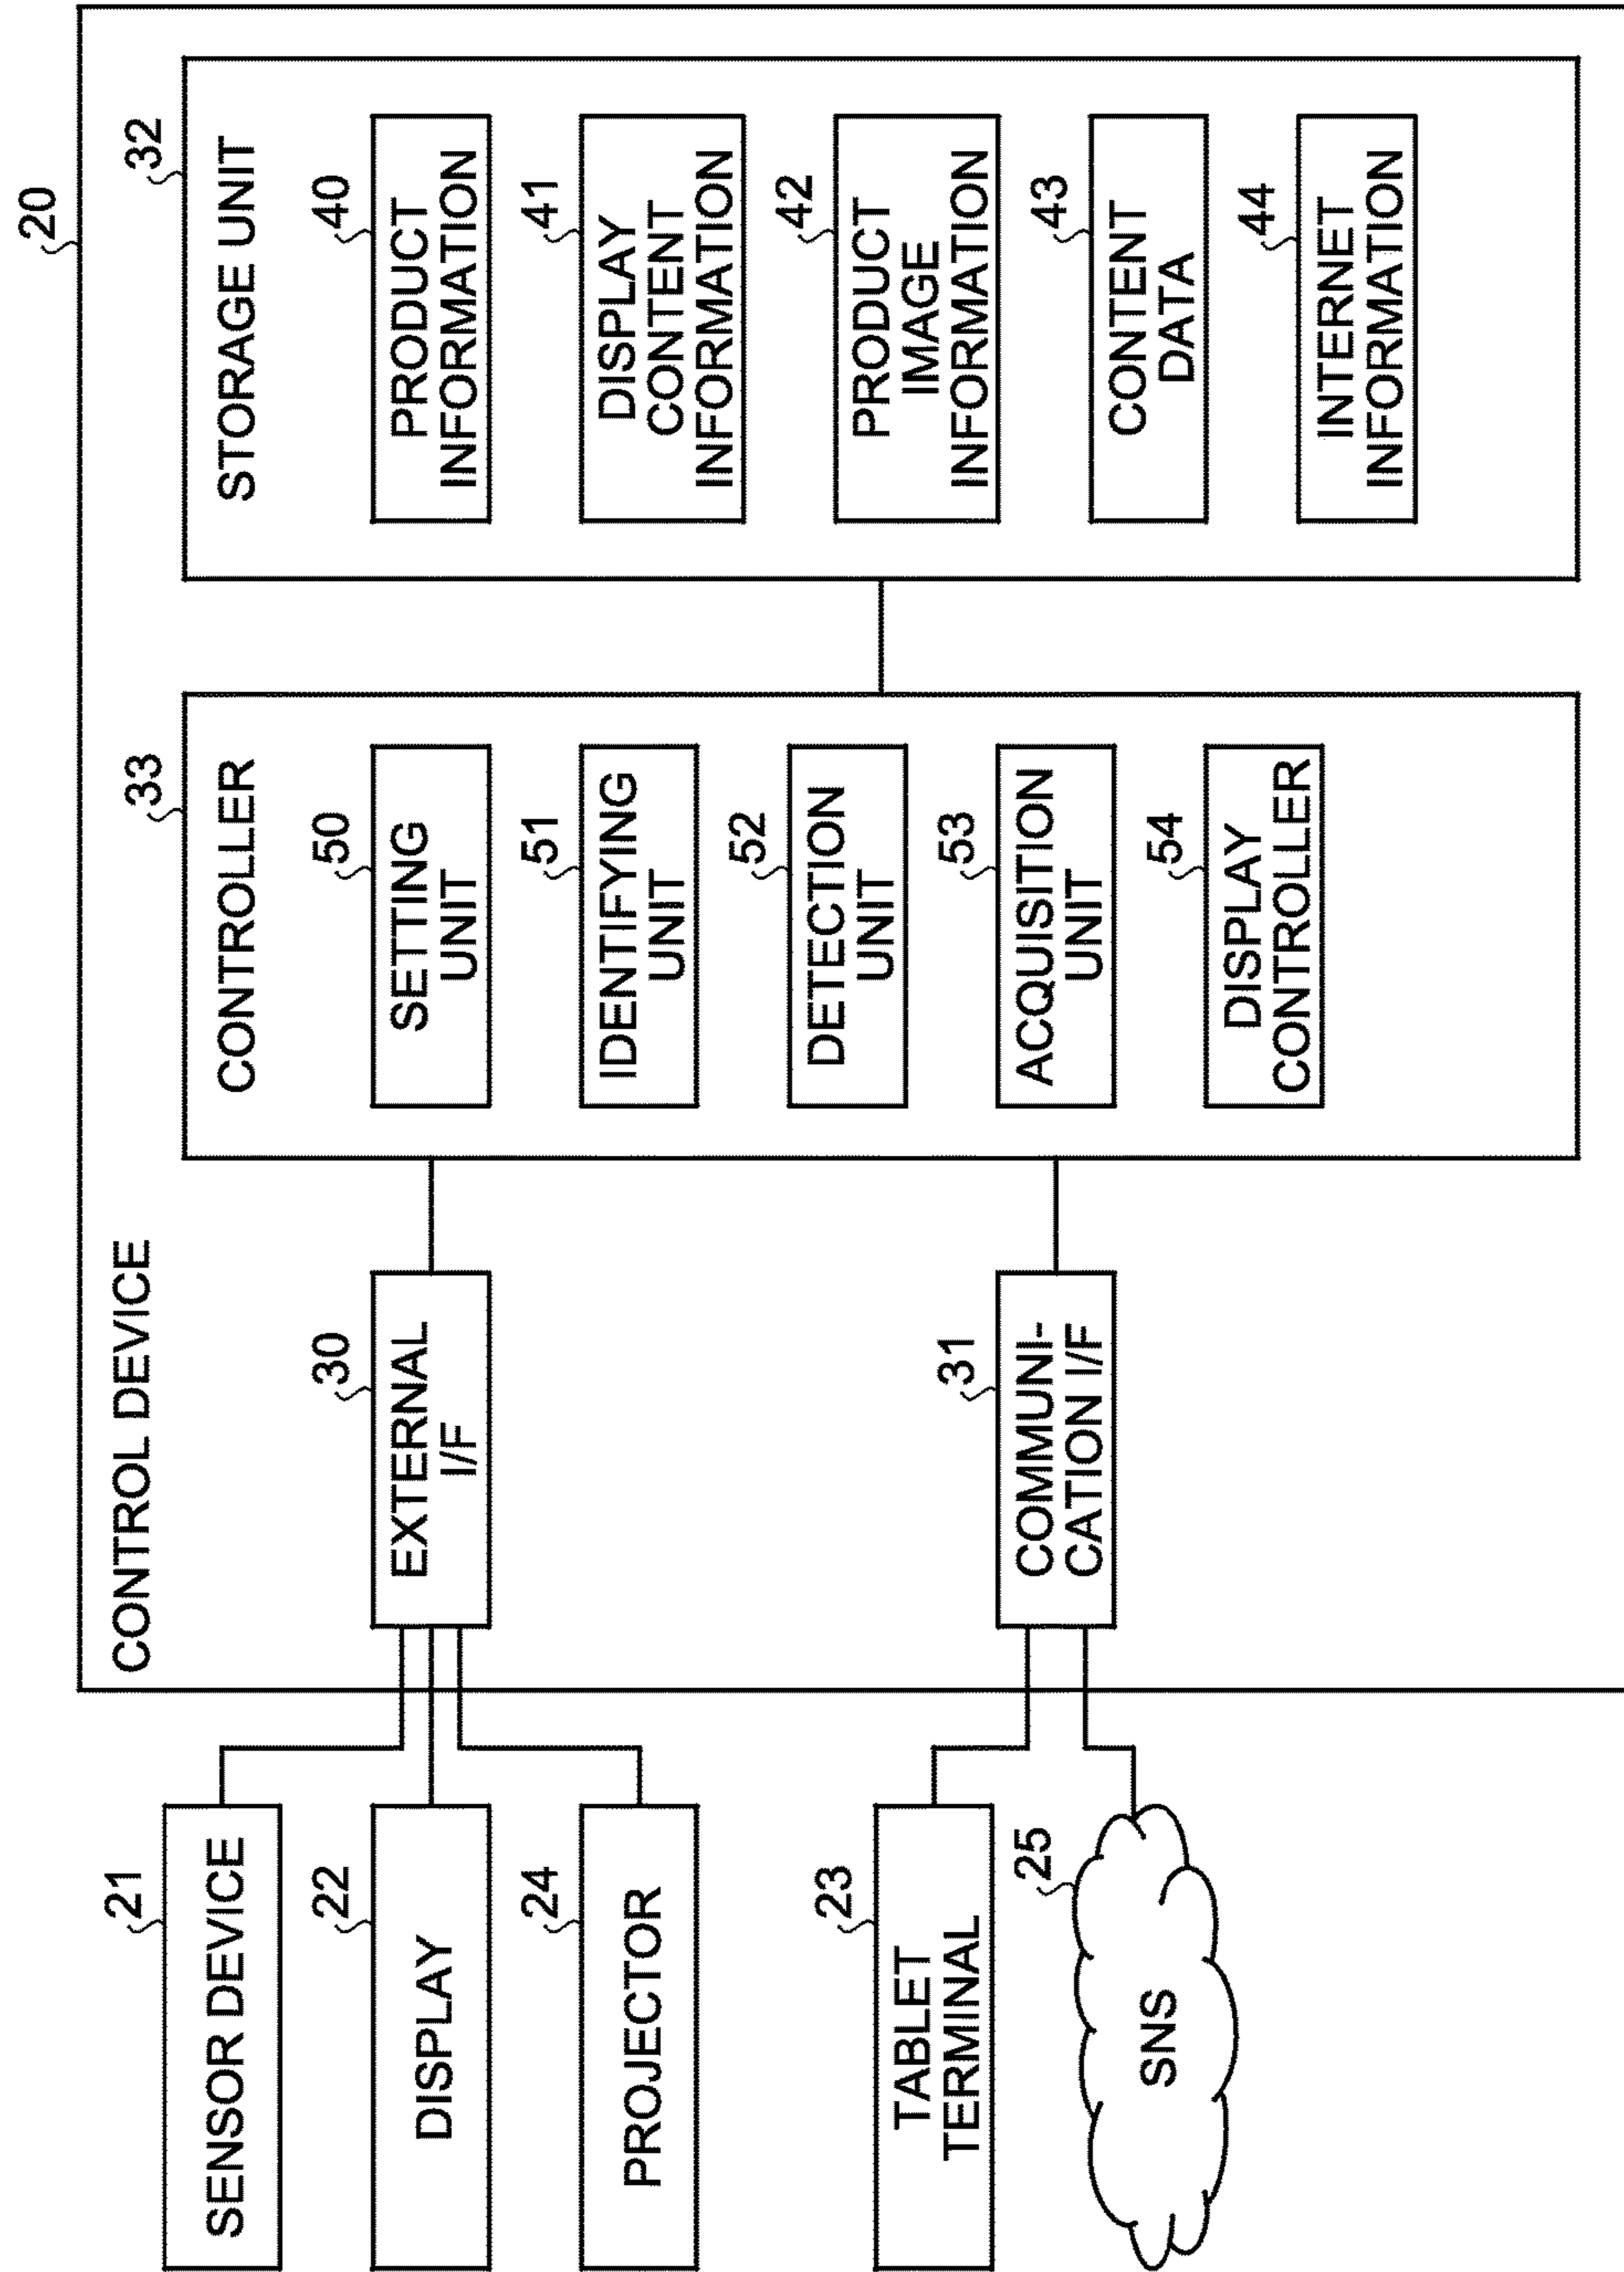 20
CONTROL DEVICE
21
SENSOR DEVICE
22
DISPLAY
24
PROJECTOR
23
TABLET
TERMINAL
25
SNS
30
EXTERNAL
I/F
31
COMMUNI-
CATION I/F
33
CONTROLLER
50
SETTING
UNIT
51
IDENTIFYING
UNIT
52
DETECTION
UNIT
53
ACQUISITION
UNIT
54
DISPLAY
CONTROLLER
32
STORAGE UNIT
40
PRODUCT
INFORMATION
41
DISPLAY
CONTENT
INFORMATION
42
PRODUCT
IMAGE
INFORMATION
43
CONTENT
DATA
44
INTERNET
INFORMATION